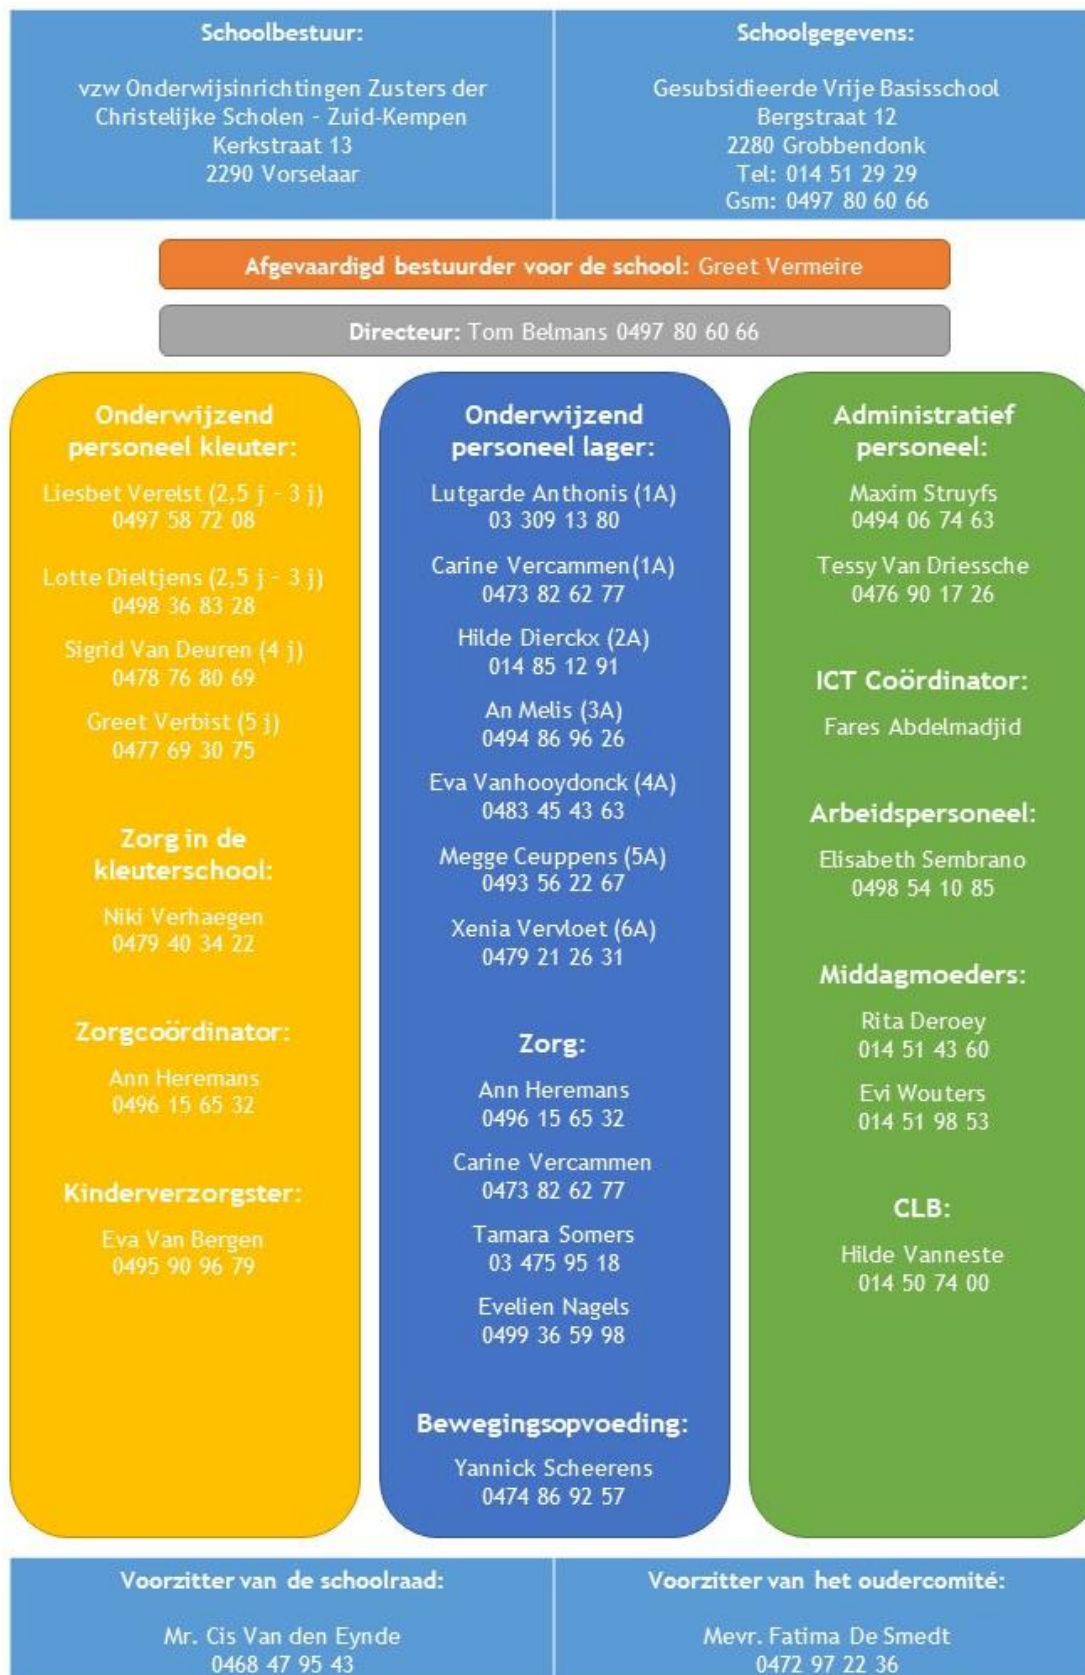 Schoolbestuur:
vzw Onderwijsinrichtingen Zusters der
Christelijke Scholen - Zuid-Kempen
Kerkstraat 13
2290 Vorselaar
Schoolgegevens:
Gesubsidieerde Vrije Basisschool
Bergstraat 12
2280 Grobbendonk
Tel: 014 51 29 29
Gsm: 0497 80 60 66
Afgevaardigd bestuurder voor de school: Greet Vermeire
Directeur: Tom Belmans 0497 80 60 66
Onderwijzend
personeel kleuter:
Liesbet Verelst (2,5 j - 3 j)
0497 58 72 08
Lotte Dieltjens (2,5 j - 3 j)
0498 36 83 28
Sigrid Van Deuren (4 j)
0478 76 80 69
Greet Verbist (5 j)
0477 69 30 75
Zorg in de
kleuterschool:
Niki Verhaegen
0479 40 34 22
Zorgcoördinator:
Ann Heremans
0496 15 65 32
Kinderverzorgster:
Eva Van Bergen
0495 90 96 79
Onderwijzend
personeel lager:
Lutgarde Anthonis (1A)
03 309 13 80
Carine Vercammen(1A)
0473 82 62 77
Hilde Dierckx (2A)
014 85 12 91
An Melis (3A)
0494 86 96 26
Eva Vanhooydonck (4A)
0483 45 43 63
Megge Ceuppens (5A)
0493 56 22 67
Xenia Vervloet (6A)
0479 21 26 31
Zorg:
Ann Heremans
0496 15 65 32
Carine Vercammen
0473 82 62 77
Tamara Somers
03 475 95 18
Evelien Nagels
0499 36 59 98
Bewegingsopvoeding:
Yannick Scheerens
0474 86 92 57
Administratief
personeel:
Maxim Struyfs
0494 06 74 63
Tessy Van Driessche
0476 90 17 26
ICT Coördinator:
Fares Abdelmadjid
Arbeidspersoneel:
Elisabeth Sembrano
0498 54 10 85
Middagmoeders:
Rita Deroey
014 51 43 60
Evi Wouters
014 51 98 53
CLB:
Hilde Vanneste
014 50 74 00
Voorzitter van de schoolraad:
Mr. Cis Van den Eynde
0468 47 95 43
Voorzitter van het oudercomité:
Mevr. Fatima De Smedt
0472 97 22 36